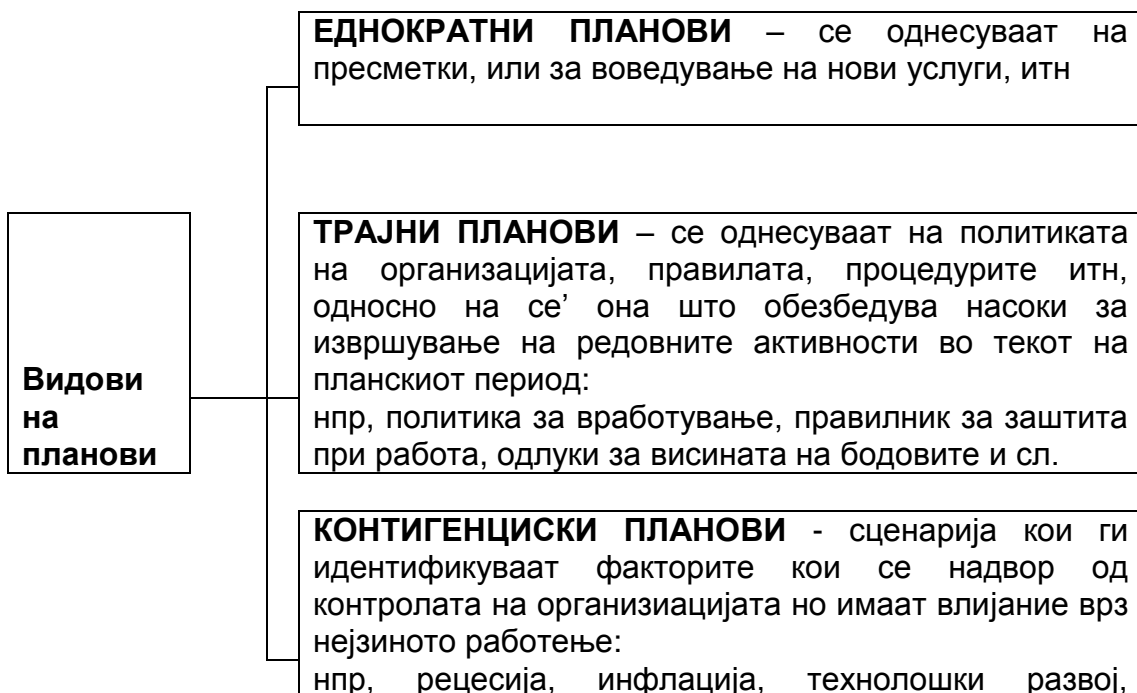 ЕДНОКРАТНИ ПЛАНОВИ – се однесуваат на
пресметки, или за воведување на нови услуги, итн
Видови
на
планови
ТРАЈНИ ПЛАНОВИ – се однесуваат на политиката
на организацијата, правилата, процедурите итн,
односно на се’ она што обезбедува насоки за
извршување на редовните активности во текот на
планскиот период:
нпр, политика за вработување, правилник за заштита
при работа, одлуки за висината на бодовите и сл.
КОНТИГЕНЦИСКИ ПЛАНОВИ - сценарија кои ги
идентификуваат факторите кои се надвор од
контролата на организиацијата но имаат влијание врз
нејзиното работење:
нпр, рецесија, инфлација, технолошки развој,